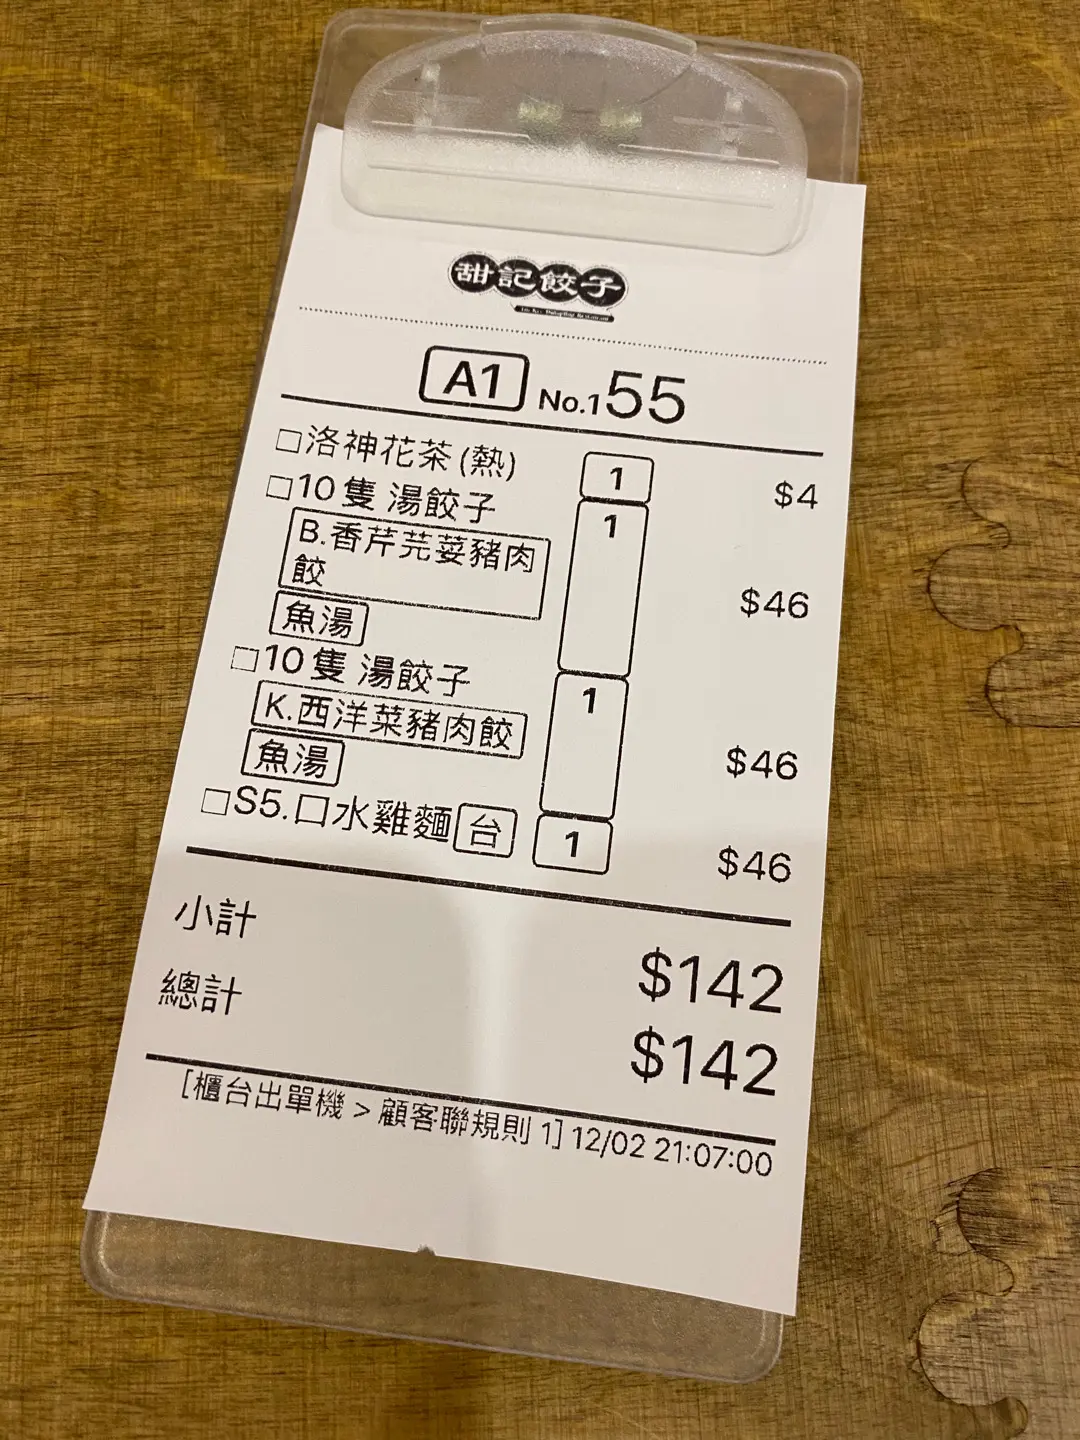 甜記餃子
A1 No.155
□洛神花茶(熱) 1 $4
□10隻 湯餃子 1 $46
B.香芹芫荽豬肉
餃
魚湯
□10隻 湯餃子 1 $46
K.西洋菜豬肉餃
魚湯
□S5.口水雞麵 台 1 $46
小計 $142
總計 $142
[櫃台出單機 > 顧客聯規則 1] 12/02 21:07:00